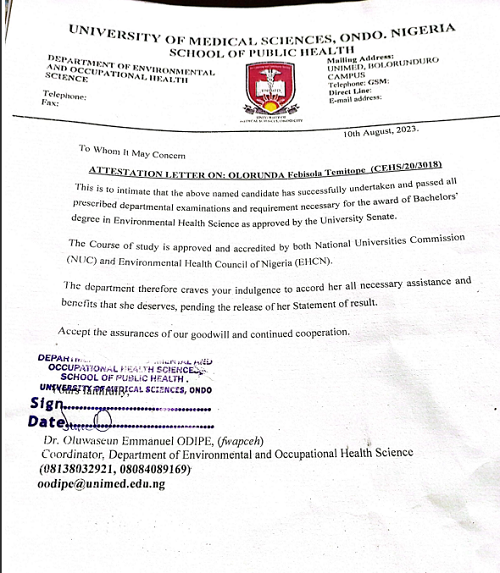 UNIVERSITY OF MEDICAL SCIENCES, ONDO. NIGERIA
SCHOOL OF PUBLIC HEALTH
DEPARTMENT OF ENVIRONMENTAL
AND OCCUPATIONAL HEALTH
SCIENCE
Telephone:
Fax:
Mailing Address:
UNIMED, BOLORUNDURO
CAMPUS
Telephone: GSM:
Direct Line:
E-mail address:
10th August, 2023.
To Whom It May Concern
ATTESTATION LETTER ON: OLORUNDA Febisola Temitope (CEHS/20/3018)
This is to intimate that the above named candidate has successfully undertaken and passed all
prescribed departmental examinations and requirement necessary for the award of Bachelors'
degree in Environmental Health Science as approved by the University Senate.
The Course of study is approved and accredited by both National Universities Commission
(NUC) and Environmental Health Council of Nigeria (EHCN).
The department therefore craves your indulgence to accord her all necessary assistance and
benefits that she deserves, pending the release of her Statement of result.
Accept the assurances of our goodwill and continued cooperation.
AND
OCCUPATIONAL HEALTH SCIENCES,
SCHOOL OF PUBLIC HEALTH.
UNIVERSITY OF MEDICAL SCIENCES, ONDO
Sign
Date
Dr. Oluwaseun Emmanuel ODIPE, (fwapceh)
Coordinator, Department of Environmental and Occupational Health Science
(08138032921, 08084089169)
oodipe@unimed.edu.ng